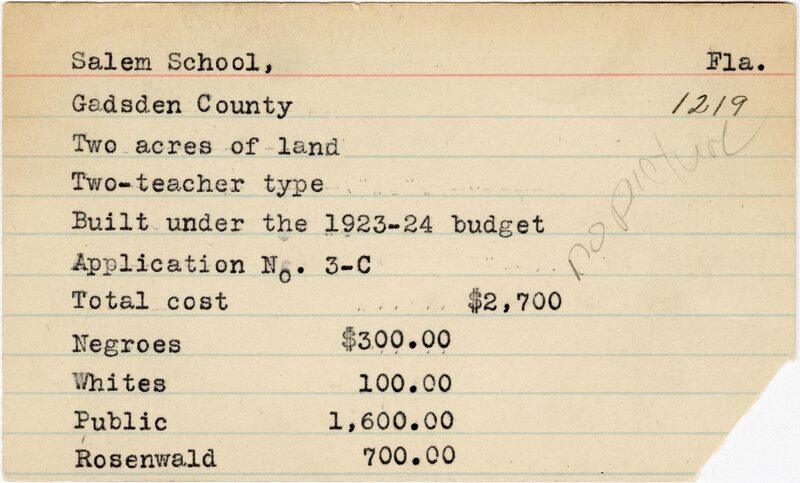 Salem School, Fla.
Gadsden County 1219
Two acres of land
Two-teacher type
Built under the 1923-24 budget
Application No. 3-C
Total cost $2,700
Negroes $300.00
Whites 100.00
Public 1,600.00
Rosenwald 700.00
no picture